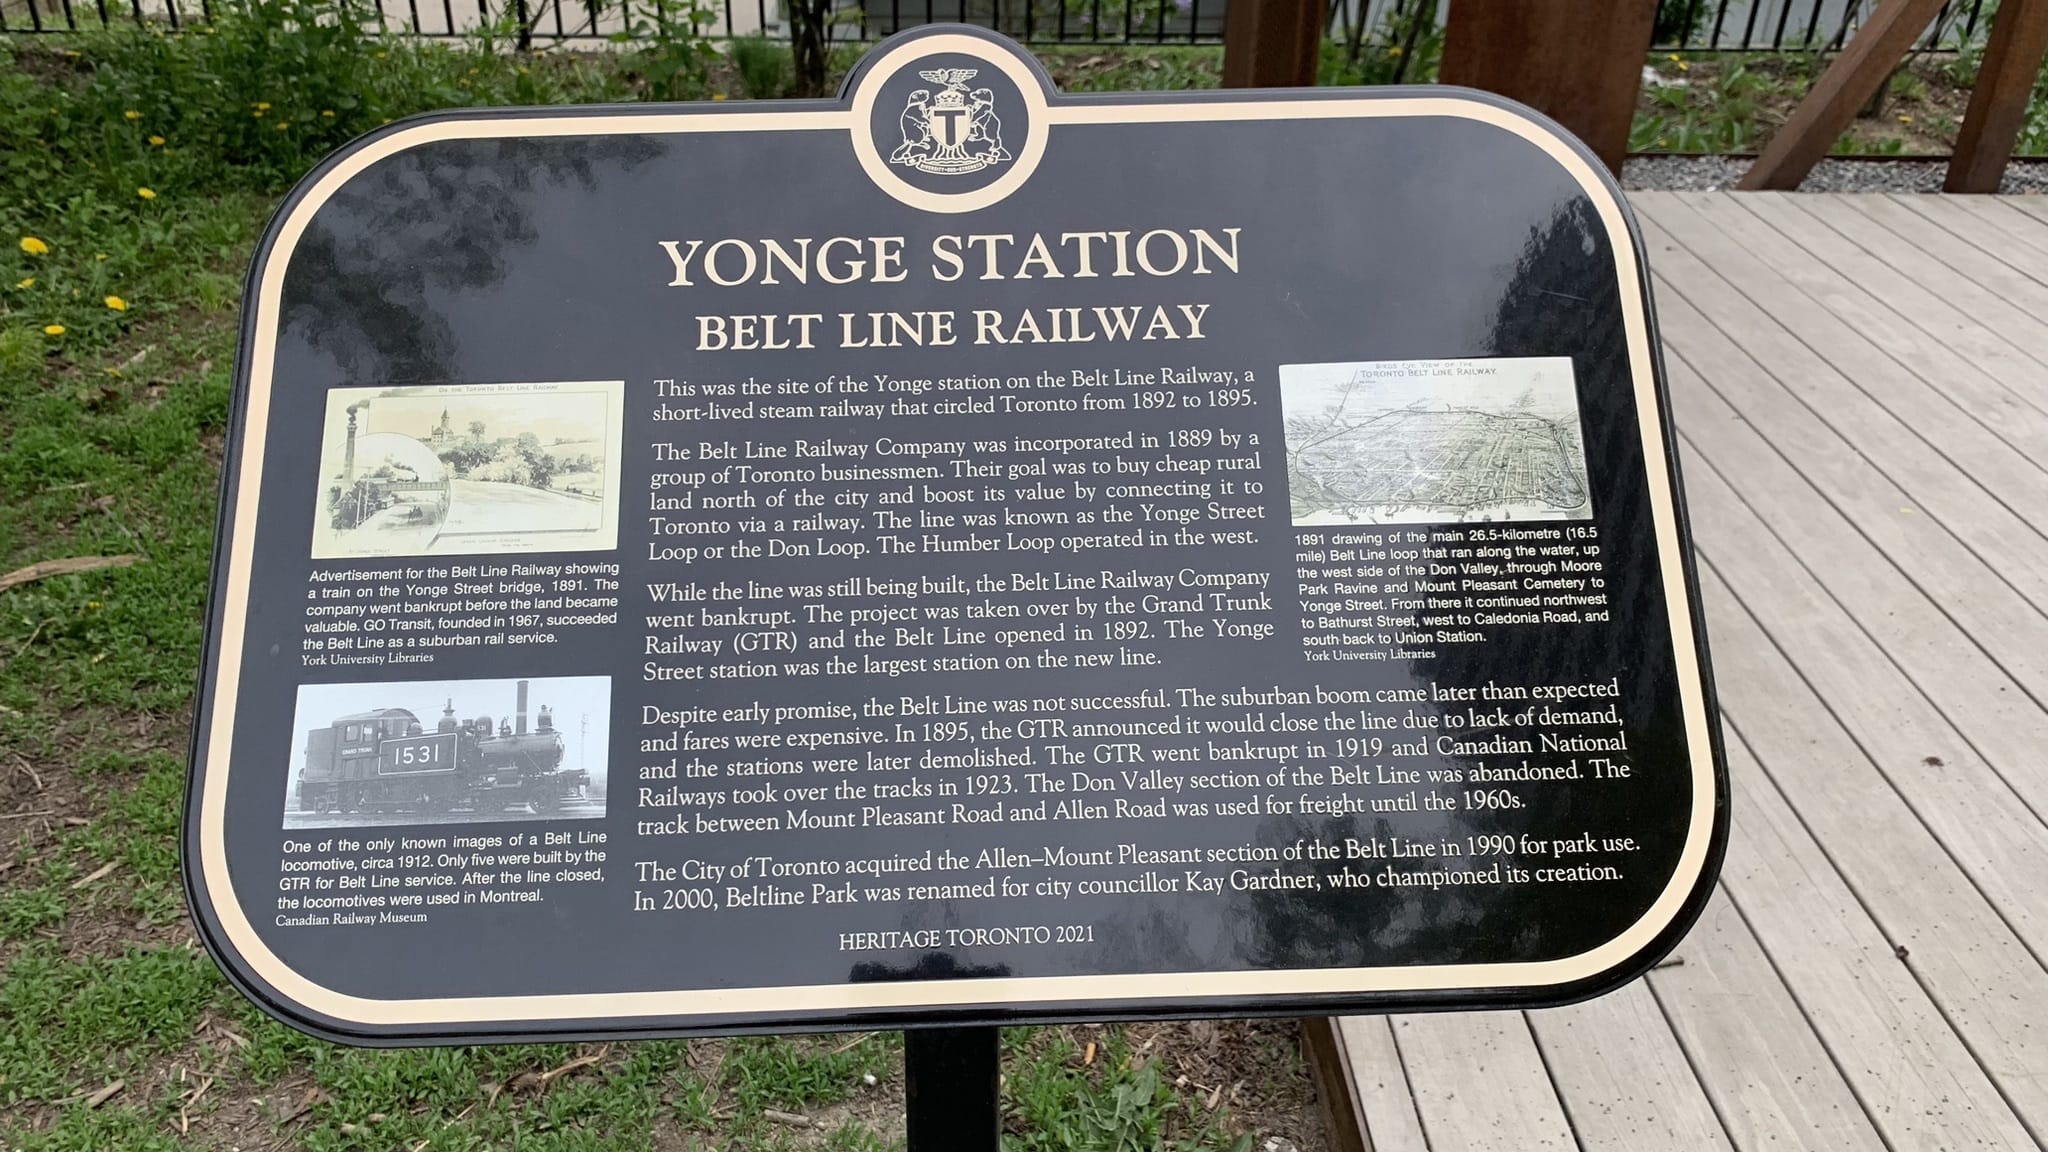 DIVERSITY • OUR • STRENGTH
YONGE STATION
BELT LINE RAILWAY
ON THE TORONTO BELT LINE RAILWAY
Advertisement for the Belt Line Railway showing
a train on the Yonge Street bridge, 1891. The
company went bankrupt before the land became
valuable. GO Transit, founded in 1967, succeeded
the Belt Line as a suburban rail service.
York University Libraries
GRAND TRUNK
1531
One of the only known images of a Belt Line
locomotive, circa 1912. Only five were built by the
GTR for Belt Line service. After the line closed,
the locomotives were used in Montreal.
Canadian Railway Museum
This was the site of the Yonge station on the Belt Line Railway, a
short-lived steam railway that circled Toronto from 1892 to 1895.
The Belt Line Railway Company was incorporated in 1889 by a
group of Toronto businessmen. Their goal was to buy cheap rural
land north of the city and boost its value by connecting it to
Toronto via a railway. The line was known as the Yonge Street
Loop or the Don Loop. The Humber Loop operated in the west.
While the line was still being built, the Belt Line Railway Company
went bankrupt. The project was taken over by the Grand Trunk
Railway (GTR) and the Belt Line opened in 1892. The Yonge
Street station was the largest station on the new line.
Despite early promise, the Belt Line was not successful. The suburban boom came later than expected
and fares were expensive. In 1895, the GTR announced it would close the line due to lack of demand,
and the stations were later demolished. The GTR went bankrupt in 1919 and Canadian National
Railways took over the tracks in 1923. The Don Valley section of the Belt Line was abandoned. The
track between Mount Pleasant Road and Allen Road was used for freight until the 1960s.
The City of Toronto acquired the Allen–Mount Pleasant section of the Belt Line in 1990 for park use.
In 2000, Beltline Park was renamed for city councillor Kay Gardner, who championed its creation.
BIRDS EYE VIEW OF THE
TORONTO BELT LINE RAILWAY.
1891 drawing of the main 26.5-kilometre (16.5
mile) Belt Line loop that ran along the water, up
the west side of the Don Valley, through Moore
Park Ravine and Mount Pleasant Cemetery to
Yonge Street. From there it continued northwest
to Bathurst Street, west to Caledonia Road, and
south back to Union Station.
York University Libraries
HERITAGE TORONTO 2021